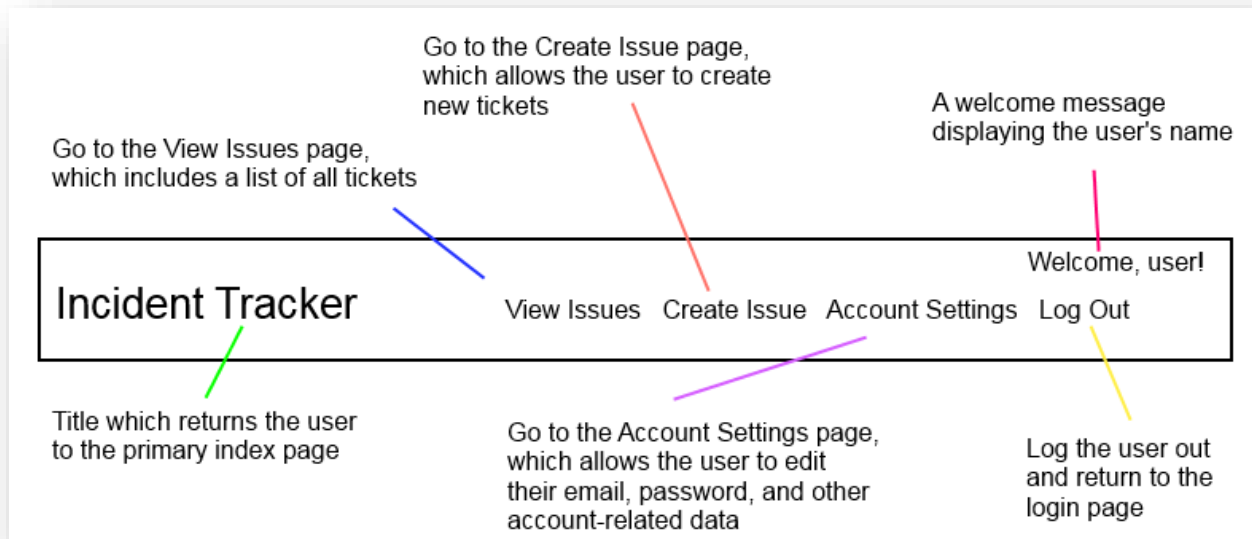 Go to the Create Issue page,
which allows the user to create
new tickets
A welcome message
displaying the user's name
Go to the View Issues page,
which includes a list of all tickets
Welcome, user!
Incident Tracker
View Issues Create Issue Account Settings Log Out
Title which returns the user
to the primary index page
Go to the Account Settings page,
which allows the user to edit
their email, password, and other
account-related data
Log the user out
and return to the
login page